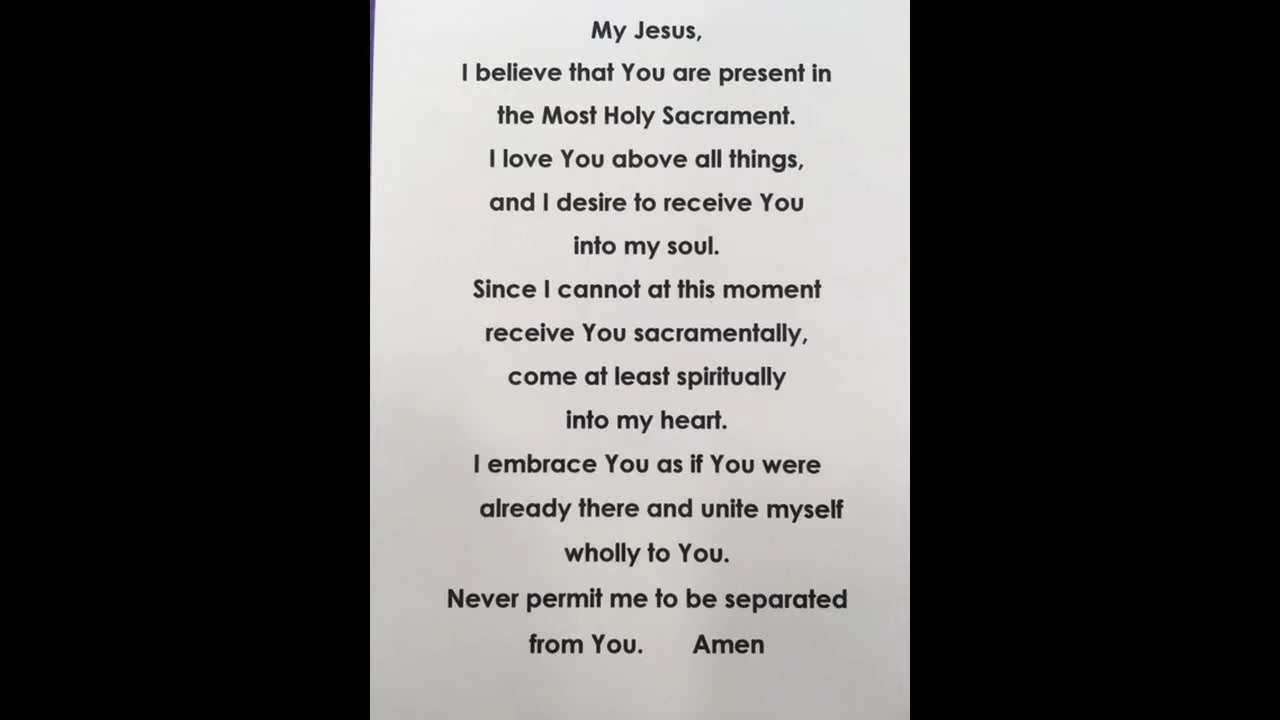 My Jesus,
I believe that You are present in
the Most Holy Sacrament.
I love You above all things,
and I desire to receive You
into my soul.
Since I cannot at this moment
receive You sacramentally,
come at least spiritually
into my heart.
I embrace You as if You were
already there and unite myself
wholly to You.
Never permit me to be separated
from You. Amen